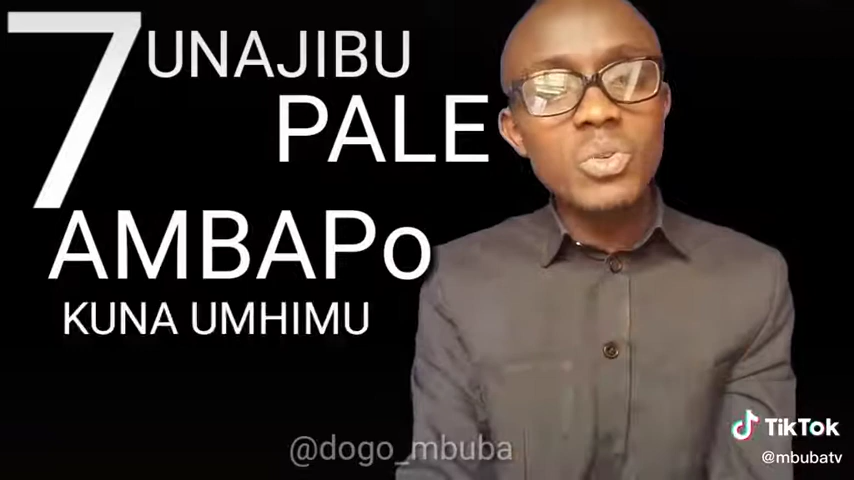 7
UNAJIBU
PALE
AMBAPo
KUNA UMHIMU
@dogo_mbuba
TikTok
@mbubatv